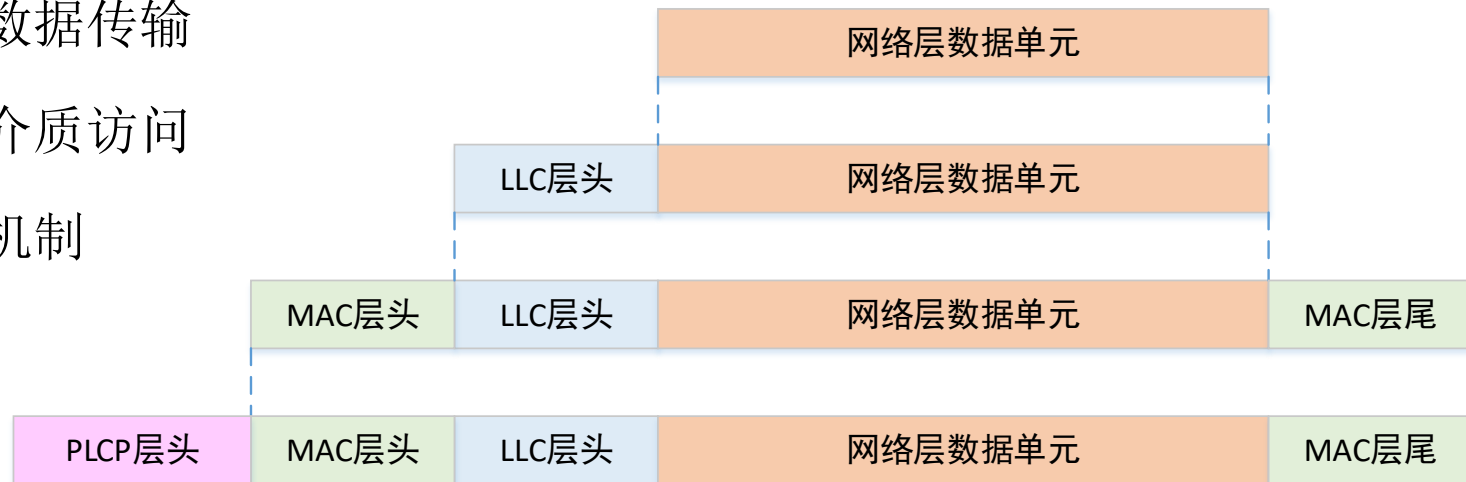 数据传输
介质访问
机制
网络层数据单元
LLC层头 网络层数据单元
MAC层头 LLC层头 网络层数据单元 MAC层尾
PLCP层头 MAC层头 LLC层头 网络层数据单元 MAC层尾